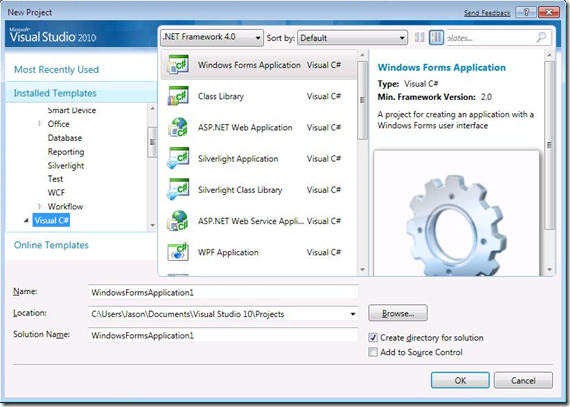 New Project
Send Feedback
?
Microsoft
Visual Studio 2010
.NET Framework 4.0
Sort by:
Default
Most Recently Used
Installed Templates
Smart Device
Office
Database
Reporting
Silverlight
Test
WCF
Workflow
Visual C#
Online Templates
Windows Forms Application Visual C#
Class Library Visual C#
ASP.NET Web Application Visual C#
Silverlight Application Visual C#
Silverlight Class Library Visual C#
ASP.NET Web Service Appli... Visual C#
WPF Application Visual C#
Windows Forms Application
Type: Visual C#
Min. Framework Version: 2.0
A project for creating an application with a
Windows Forms user interface
Name: WindowsFormsApplication1
Location: C:\Users\Jason\Documents\Visual Studio 10\Projects
Browse...
Solution Name: WindowsFormsApplication1
Create directory for solution
Add to Source Control
OK
Cancel